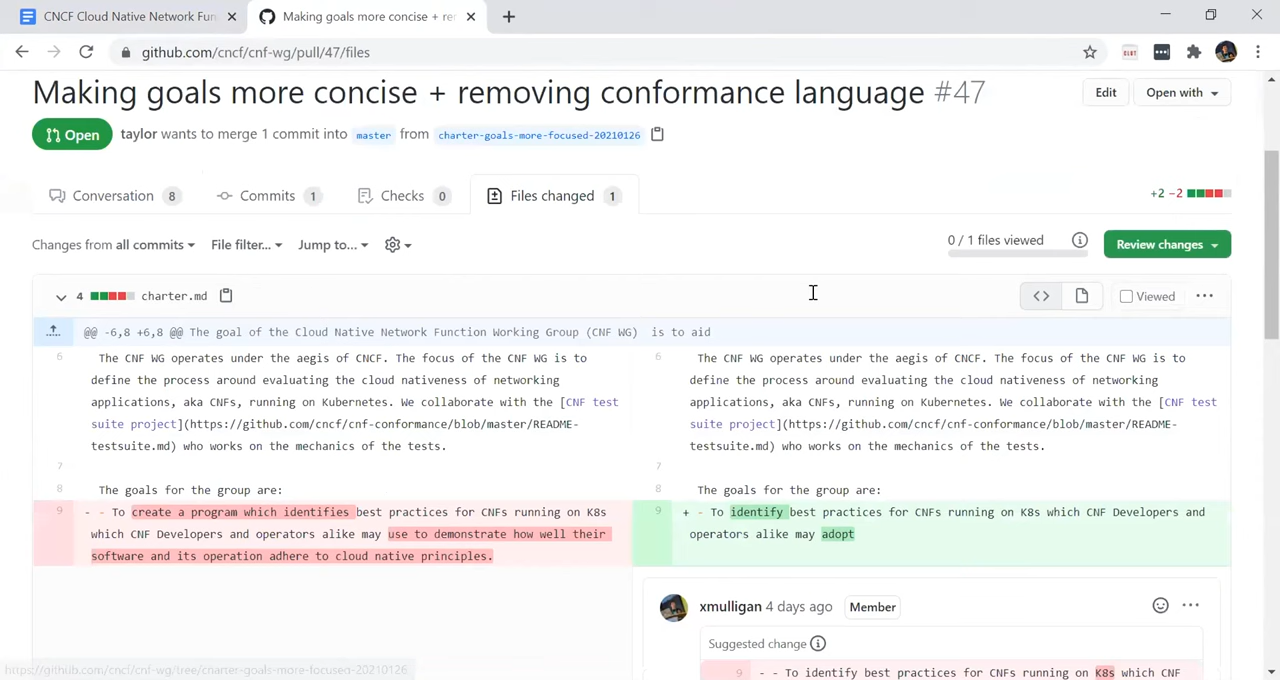 CNCF Cloud Native Network Fun
Making goals more concise + re
github.com/cncf/cnf-wg/pull/47/files
Making goals more concise + removing conformance language #47
Edit
Open with
Open
taylor wants to merge 1 commit into master from charter-goals-more-focused-20210126
Conversation 8
Commits 1
Checks 0
Files changed 1
+2 −2
Changes from all commits
File filter...
Jump to...
0 / 1 files viewed
Review changes
4 charter.md
Viewed
@@ -6,8 +6,8 @@ The goal of the Cloud Native Network Function Working Group (CNF WG) is to aid
6 The CNF WG operates under the aegis of CNCF. The focus of the CNF WG is to
define the process around evaluating the cloud nativeness of networking
applications, aka CNFs, running on Kubernetes. We collaborate with the [CNF test
suite project](https://github.com/cncf/cnf-conformance/blob/master/README-
testsuite.md) who works on the mechanics of the tests.
7
8 The goals for the group are:
9 - - To create a program which identifies best practices for CNFs running on K8s
which CNF Developers and operators alike may use to demonstrate how well their
software and its operation adhere to cloud native principles.
6 The CNF WG operates under the aegis of CNCF. The focus of the CNF WG is to
define the process around evaluating the cloud nativeness of networking
applications, aka CNFs, running on Kubernetes. We collaborate with the [CNF test
suite project](https://github.com/cncf/cnf-conformance/blob/master/README-
testsuite.md) who works on the mechanics of the tests.
7
8 The goals for the group are:
9 + - To identify best practices for CNFs running on K8s which CNF Developers and
operators alike may adopt
xmulligan 4 days ago Member
Suggested change
9 - - To identify best practices for CNFs running on K8s which CNF
https://github.com/cncf/cnf-wg/tree/charter-goals-more-focused-20210126